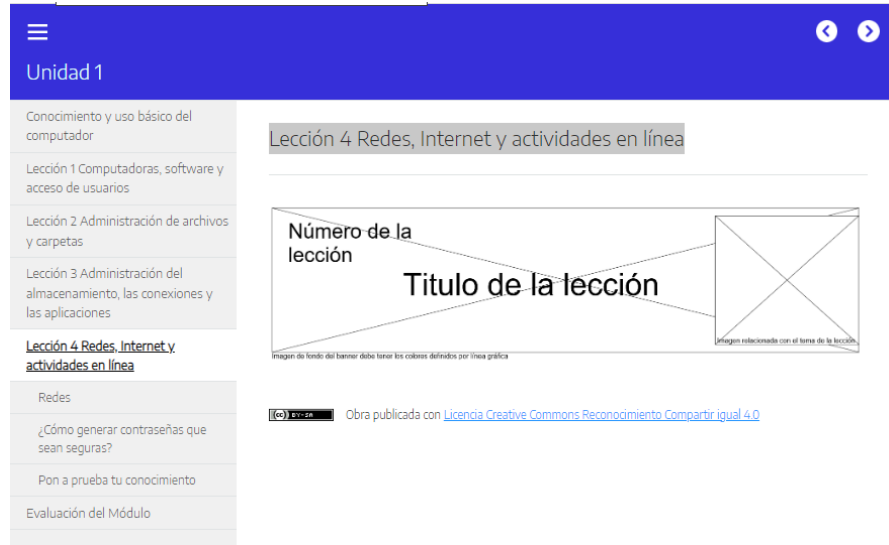 Unidad 1
Conocimiento y uso básico del
computador
Lección 1 Computadoras, software y
acceso de usuarios
Lección 2 Administración de archivos
y carpetas
Lección 3 Administración del
almacenamiento, las conexiones y
las aplicaciones
Lección 4 Redes, Internet y
actividades en línea
Redes
¿Cómo generar contraseñas que
sean seguras?
Pon a prueba tu conocimiento
Evaluación del Módulo
Lección 4 Redes, Internet y actividades en línea
Número de la
lección
Titulo de la lección
Imagen relacionada con el tema de la lección
Imagen de fondo del banner debe tener los colores definidos por línea gráfica
(cc) BY-SA
Obra publicada con Licencia Creative Commons Reconocimiento Compartir igual 4.0